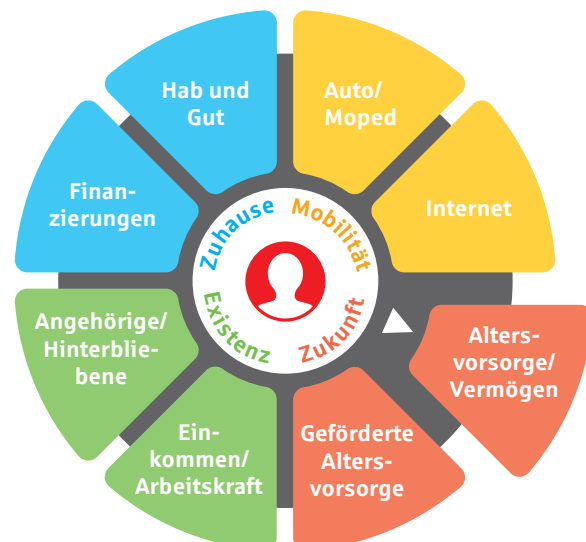 Hab und
Gut
Auto/
Moped
Finan-
zierungen
Internet
Zuhause
Mobilität
Existenz
Zukunft
Angehörige/
Hinterblie-
bene
Alters-
vorsorge/
Vermögen
Ein-
kommen/
Arbeitskraft
Geförderte
Alters-
vorsorge